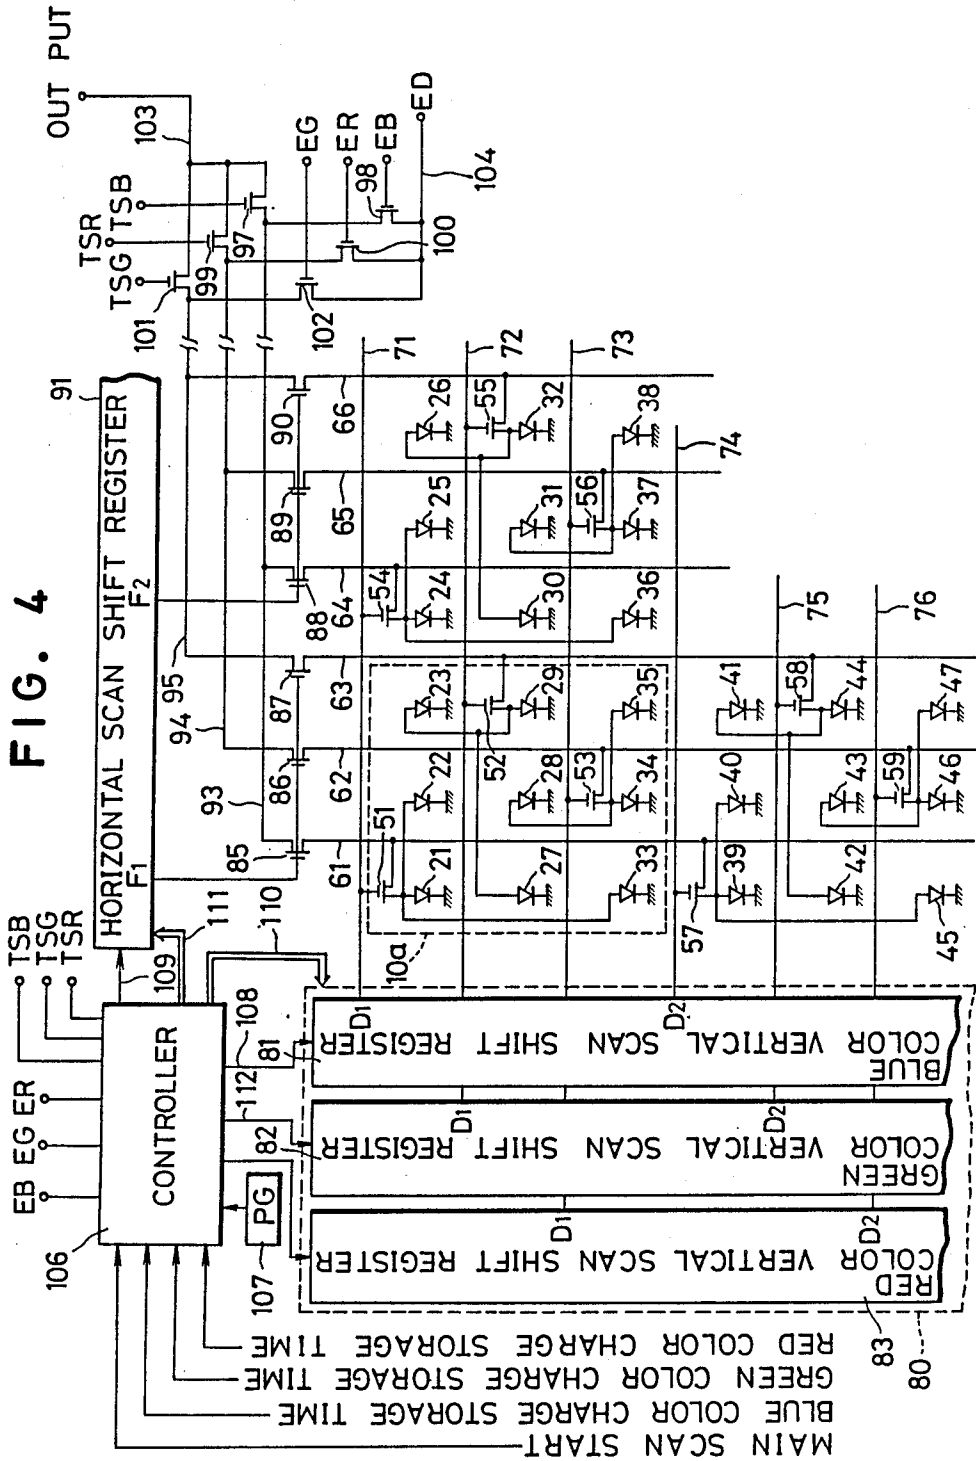 FIG. 4
MAIN SCAN START
BLUE COLOR CHARGE STORAGE TIME
GREEN COLOR CHARGE STORAGE TIME
RED COLOR CHARGE STORAGE TIME
106
EB EG ER
TSB
TSG
TSR
CONTROLLER
PG
107
109
111
110
108
112
82
81
91
HORIZONTAL SCAN SHIFT REGISTER
F1
F2
OUT PUT
103
TSR
TSG
TSB
101
99
97
EG
ER
EB
ED
98
100
102
104
95
94
93
85
86
87
88
89
90
61
62
63
64
65
66
71
72
73
74
75
76
80
83
RED
COLOR VERTICAL SCAN SHIFT REGISTER
GREEN
COLOR VERTICAL SCAN SHIFT REGISTER
BLUE
COLOR VERTICAL SCAN SHIFT REGISTER
D1
D2
D1
D2
D1
D2
10a
51
21
22
23
54
24
25
26
52
55
27
28
29
30
31
32
53
56
33
34
35
36
37
38
57
39
40
41
58
42
43
44
59
45
46
47